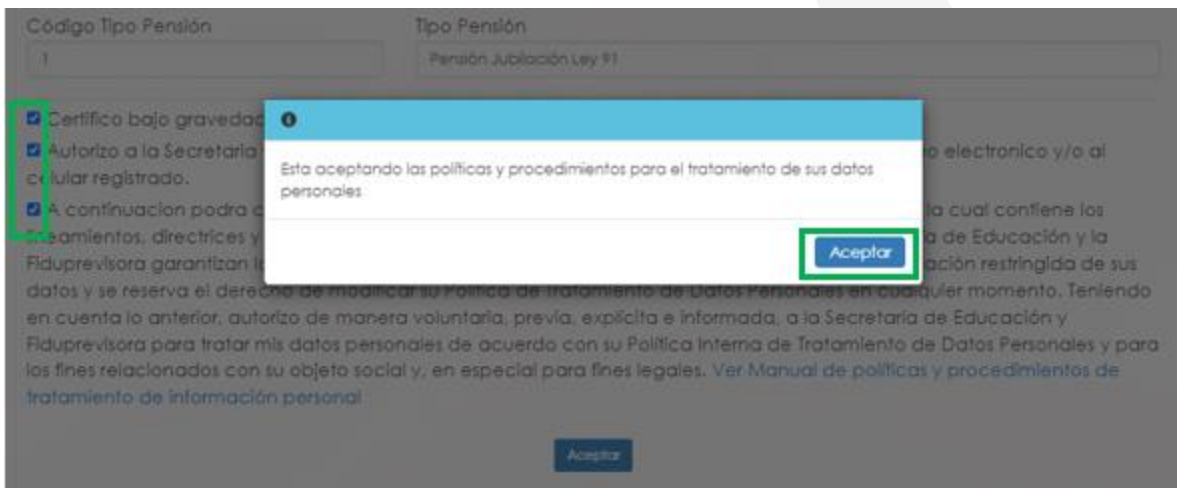 Código Tipo Pensión
Tipo Pensión
1
Pensión Jubilación Ley 91
Certifico bajo gravedad
Autorizo a la Secretaria
o electronico y/o al
celular registrado.
Esta aceptando las políticas y procedimientos para el tratamiento de sus datos
personales
A continuacion podra
la cual contiene los
lineamientos, directrices y
de Educación y la
Aceptar
Fiduprevisora garantizan
restringida de sus
datos y se reserva el derecho de modificar su Política de Tratamiento de Datos Personales en cualquier momento. Teniendo
en cuenta lo anterior, autorizo de manera voluntaria, previa, explícita e informada, a la Secretaria de Educación y
Fiduprevisora para tratar mis datos personales de acuerdo con su Política Interna de Tratamiento de Datos Personales y para
los fines relacionados con su objeto social y, en especial para fines legales. Ver Manual de políticas y procedimientos de
tratamiento de información personal
Aceptar